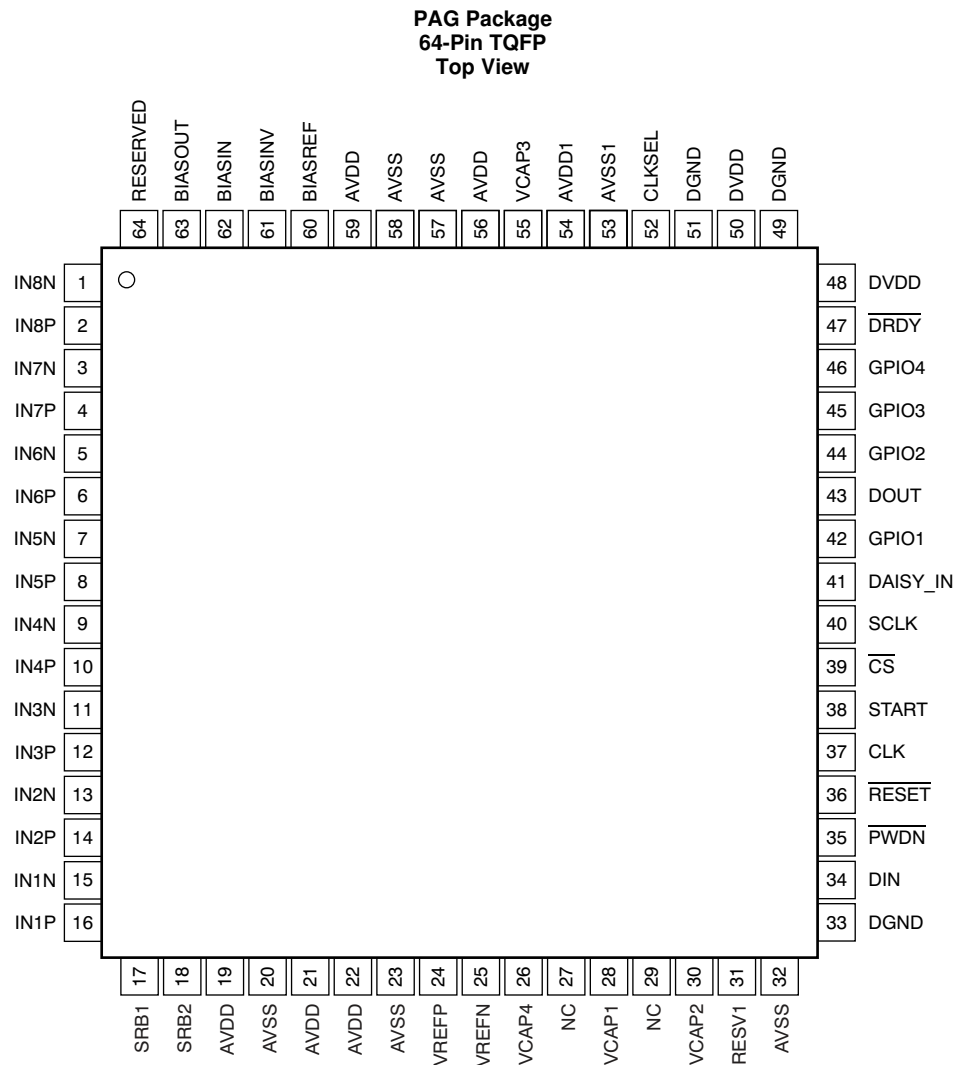 PAG Package
64-Pin TQFP
Top View
RESERVED
BIASOUT
BIASIN
BIASINV
BIASREF
AVDD
AVSS
AVSS
AVDD
VCAP3
AVDD1
AVSS1
CLKSEL
DGND
DVDD
DGND
64 63 62 61 60 59 58 57 56 55 54 53 52 51 50 49
IN8N 1 48 DVDD
IN8P 2 47 DRDY
IN7N 3 46 GPIO4
IN7P 4 45 GPIO3
IN6N 5 44 GPIO2
IN6P 6 43 DOUT
IN5N 7 42 GPIO1
IN5P 8 41 DAISY_IN
IN4N 9 40 SCLK
IN4P 10 39 CS
IN3N 11 38 START
IN3P 12 37 CLK
IN2N 13 36 RESET
IN2P 14 35 PWDN
IN1N 15 34 DIN
IN1P 16 33 DGND
17 18 19 20 21 22 23 24 25 26 27 28 29 30 31 32
SRB1
SRB2
AVDD
AVSS
AVDD
AVDD
AVSS
VREFP
VREFN
VCAP4
NC
VCAP1
NC
VCAP2
RESV1
AVSS